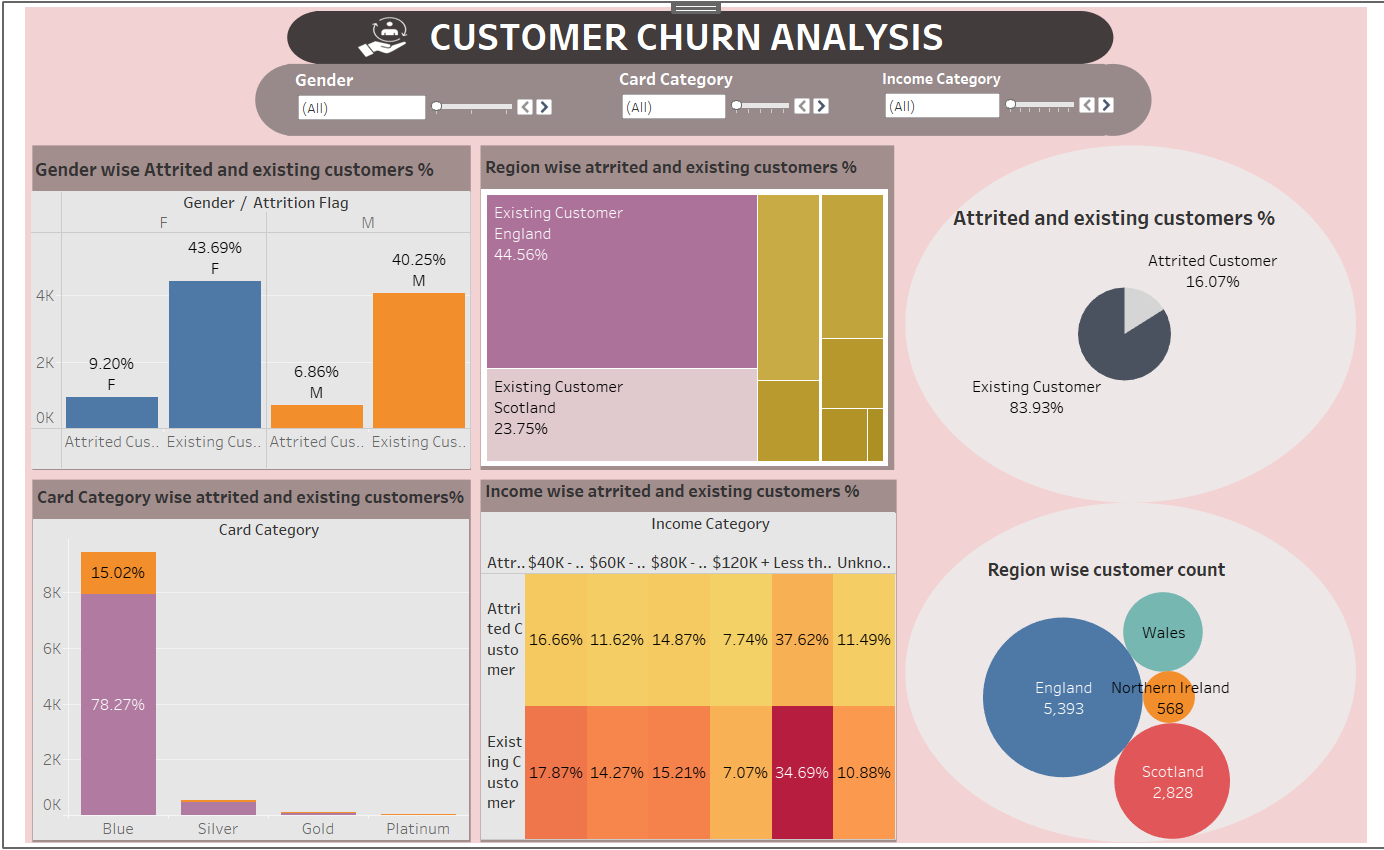 CUSTOMER CHURN ANALYSIS
Gender
(All)
Card Category
(All)
Income Category
(All)
Gender wise Attrited and existing customers %
Gender / Attrition Flag
F
M
43.69%
F
40.25%
M
9.20%
F
6.86%
M
4K
2K
0K
Attrited Cus..
Existing Cus..
Attrited Cus..
Existing Cus..
Region wise atrrited and existing customers %
Existing Customer
England
44.56%
Existing Customer
Scotland
23.75%
Attrited and existing customers %
Attrited Customer
16.07%
Existing Customer
83.93%
Card Category wise attrited and existing customers%
Card Category
15.02%
78.27%
8K
6K
4K
2K
0K
Blue
Silver
Gold
Platinum
Income wise atrrited and existing customers %
Income Category
Attr.. $40K - .. $60K - .. $80K - .. $120K + Less th.. Unkno..
Attri
ted C
usto
mer
16.66% 11.62% 14.87% 7.74% 37.62% 11.49%
Exist
ing C
usto
mer
17.87% 14.27% 15.21% 7.07% 34.69% 10.88%
Region wise customer count
Wales
England
5,393
Northern Ireland
568
Scotland
2,828